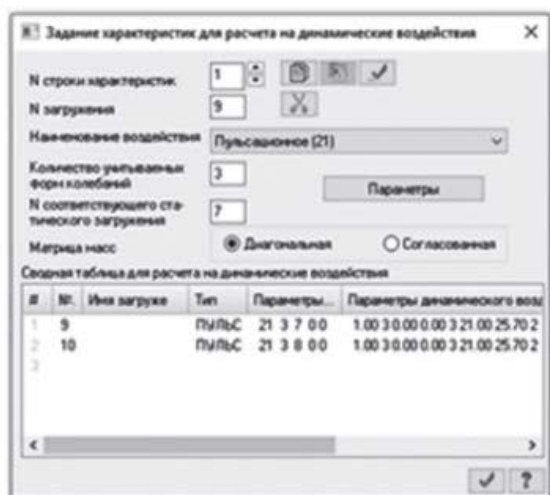 Задание характеристик для расчета на динамические воздействия
N строки характеристик 1
N загружения 9
Наименование воздействия Пульсационное (21)
Количество учитываемых
форм колебаний 3
Параметры
N соответствующего ста-
тического загружения 7
Матрица масс Диагональная Согласованная
Сводная таблица для расчета на динамические воздействия
# №. Имя загруже Тип Параметры... Параметры динамического возд
1 9 ПУЛЬС 21 3 7 0 0 1.00 3 0.00 0.00 3 21.00 25.70 2
2 10 ПУЛЬС 21 3 8 0 0 1.00 3 0.00 0.00 3 21.00 25.70 2
3
?